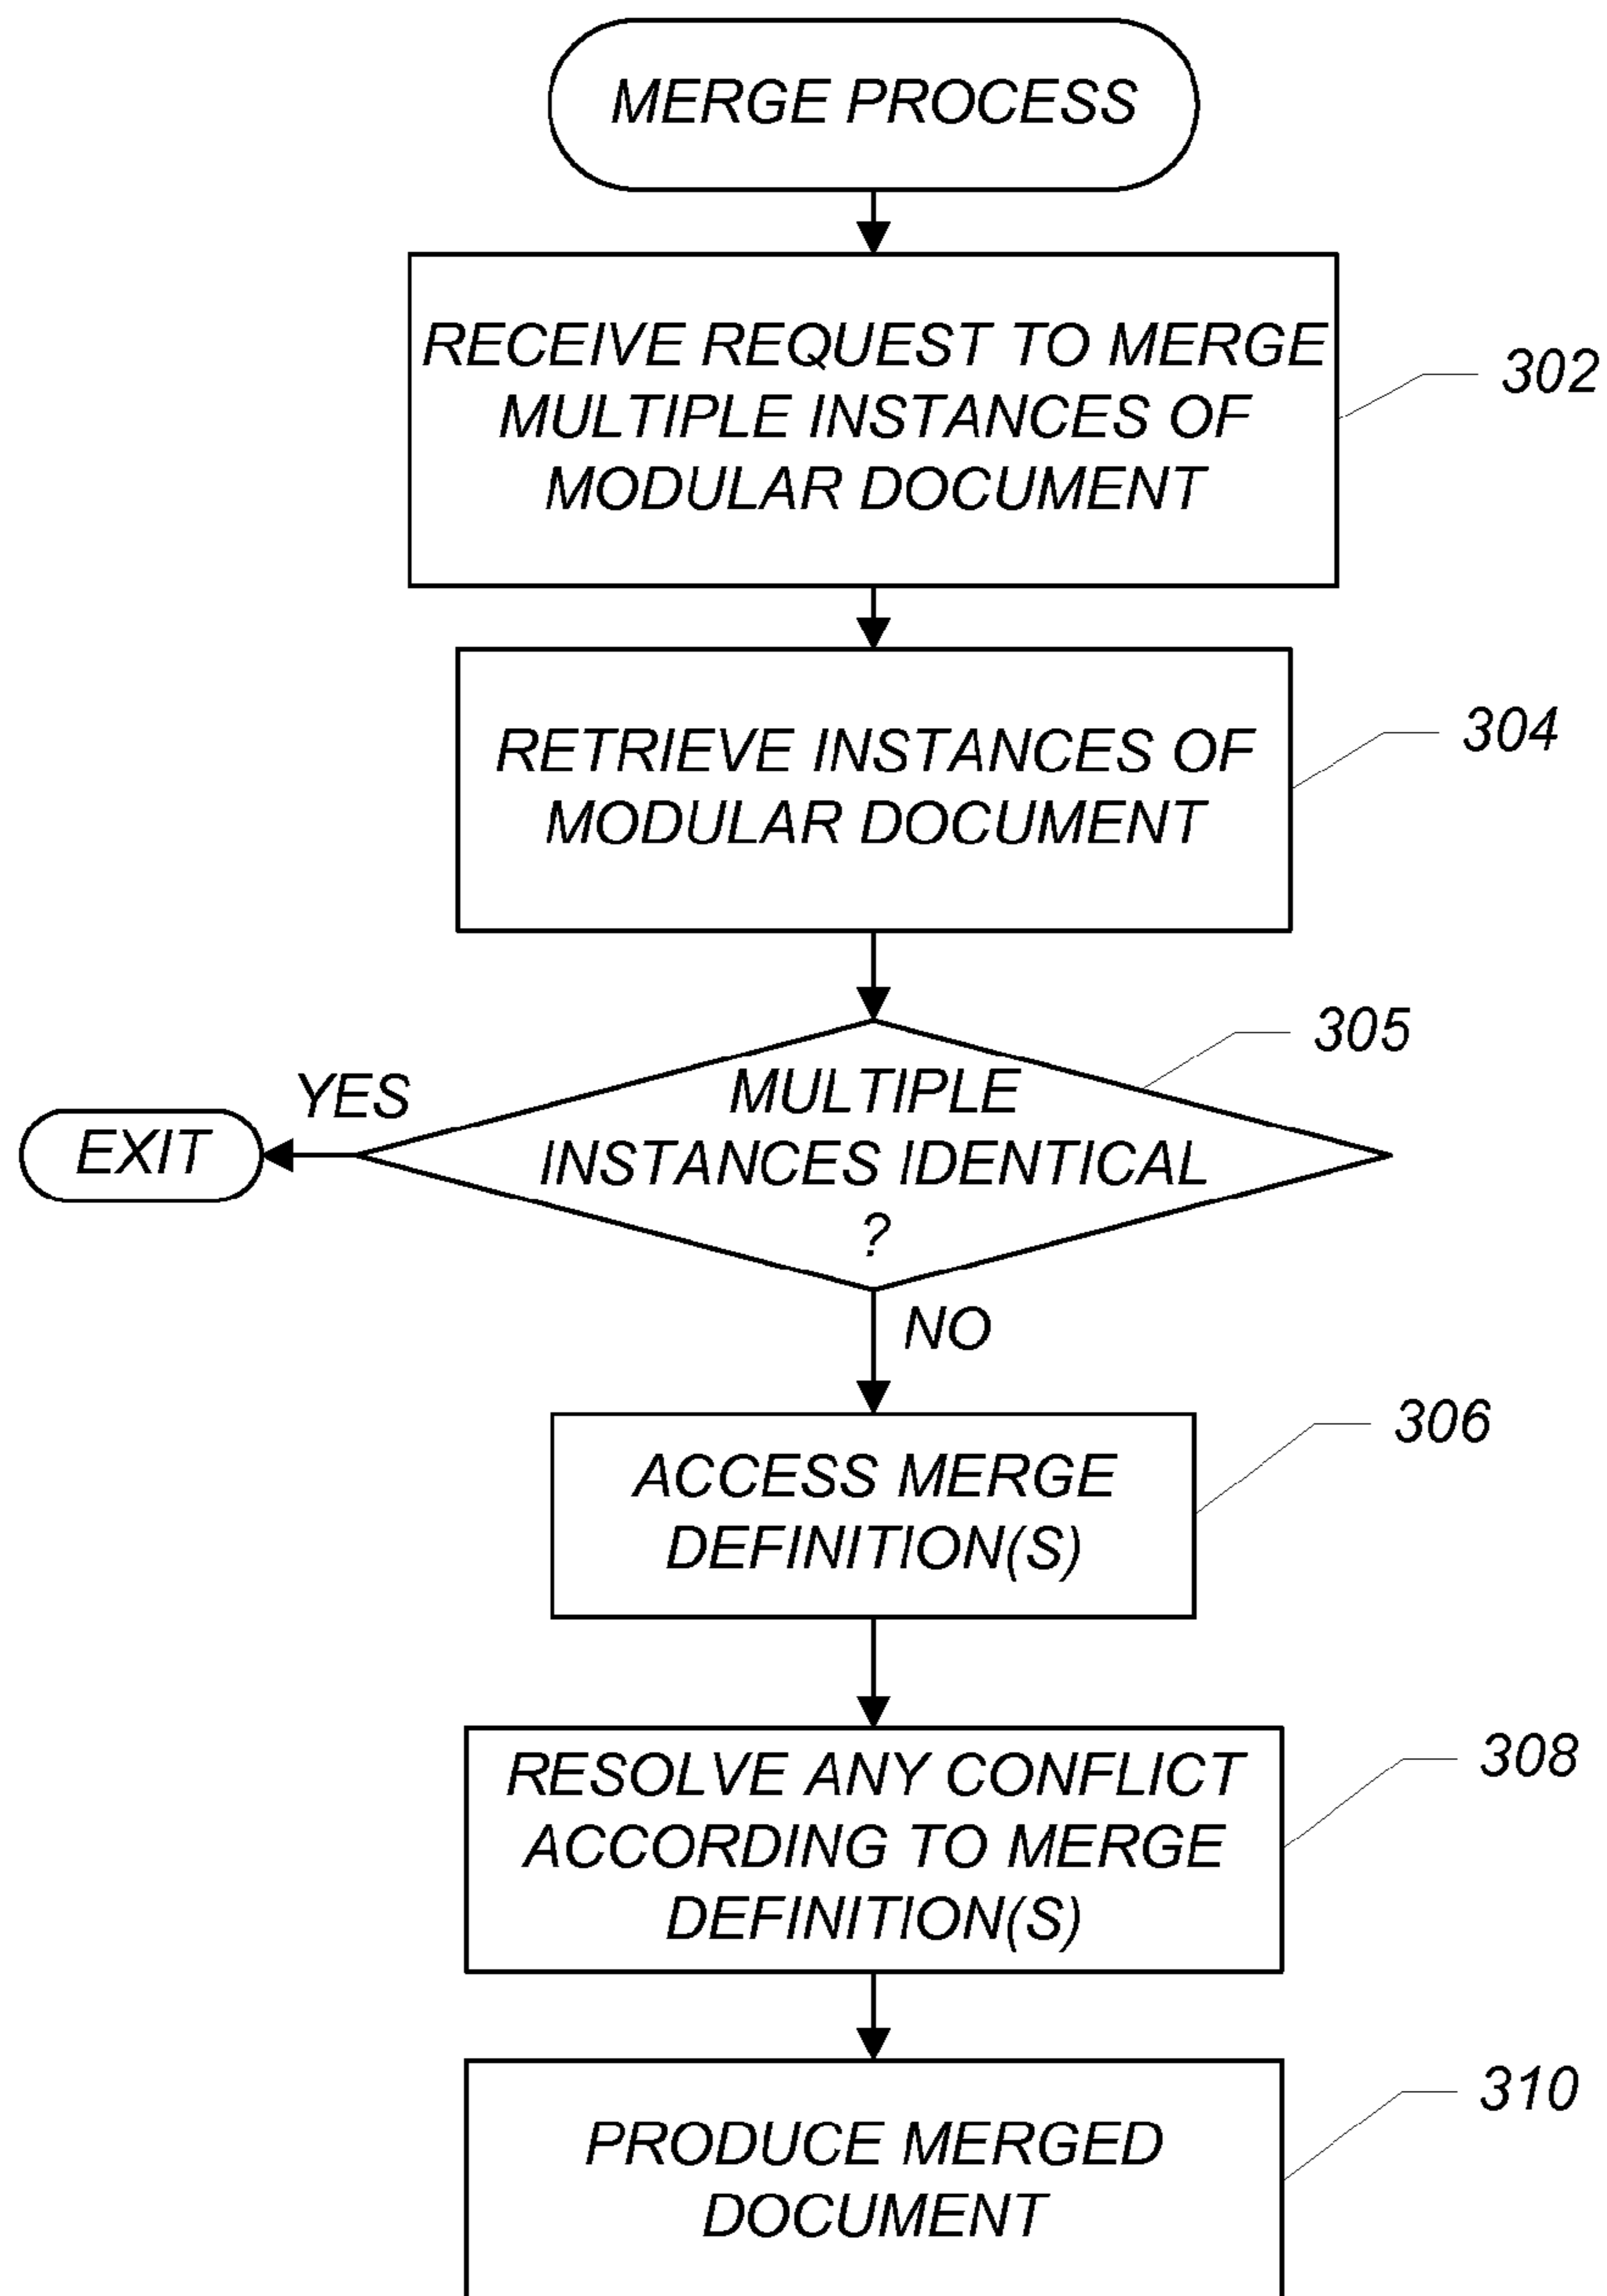 MERGE PROCESS
RECEIVE REQUEST TO MERGE
MULTIPLE INSTANCES OF
MODULAR DOCUMENT
302
RETRIEVE INSTANCES OF
MODULAR DOCUMENT
304
305
MULTIPLE
INSTANCES IDENTICAL
?
YES
EXIT
NO
ACCESS MERGE
DEFINITION(S)
306
RESOLVE ANY CONFLICT
ACCORDING TO MERGE
DEFINITION(S)
308
PRODUCE MERGED
DOCUMENT
310